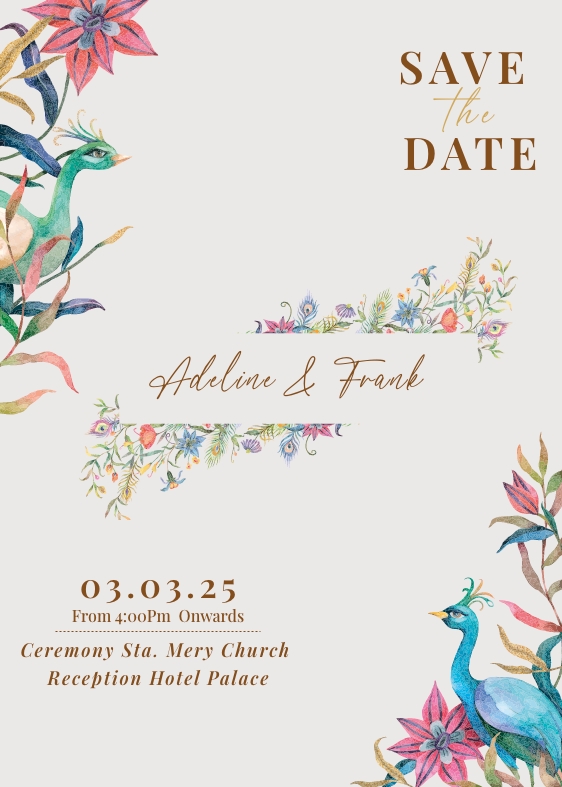 SAVE
the
DATE
Adeline & Frank
03.03.25
From 4:00Pm Onwards
Ceremony Sta. Mery Church
Reception Hotel Palace